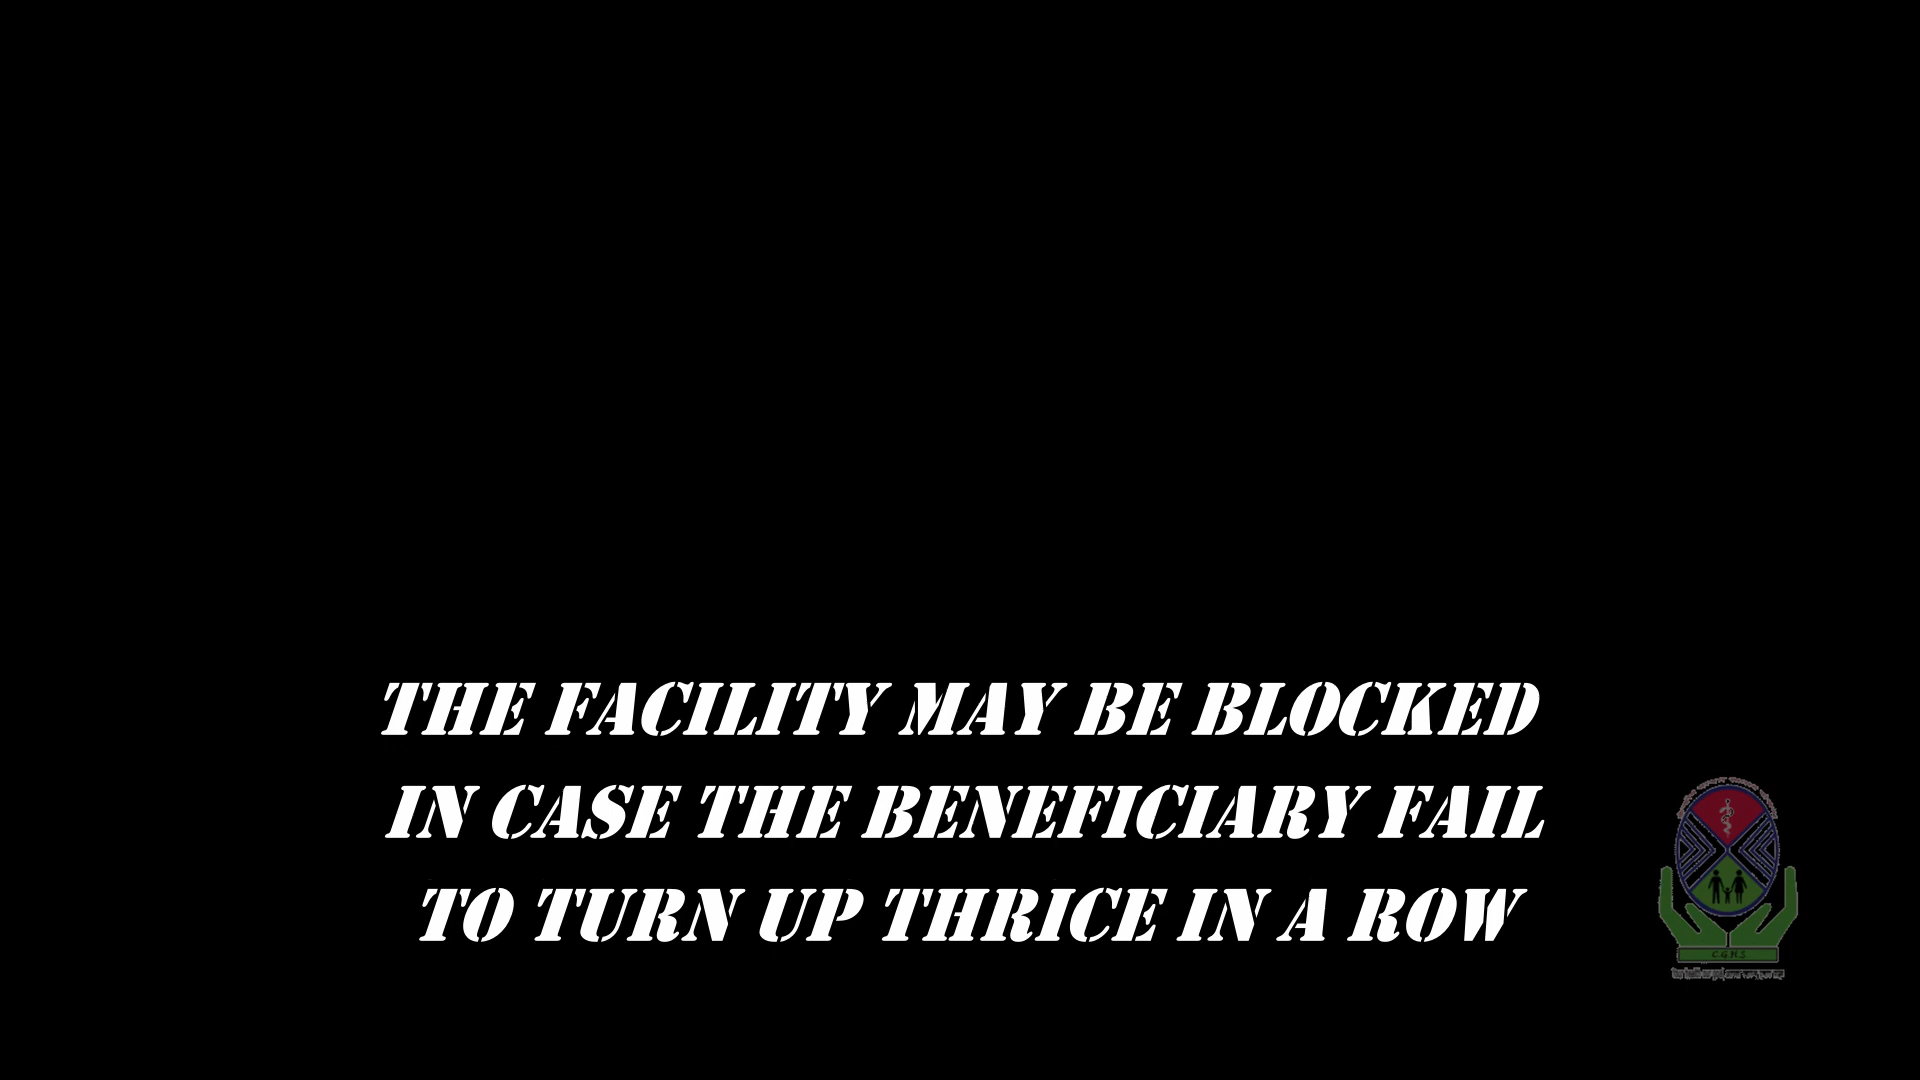 THE FACILITY MAY BE BLOCKED
IN CASE THE BENEFICIARY FAIL
TO TURN UP THRICE IN A ROW
C.G.H.S